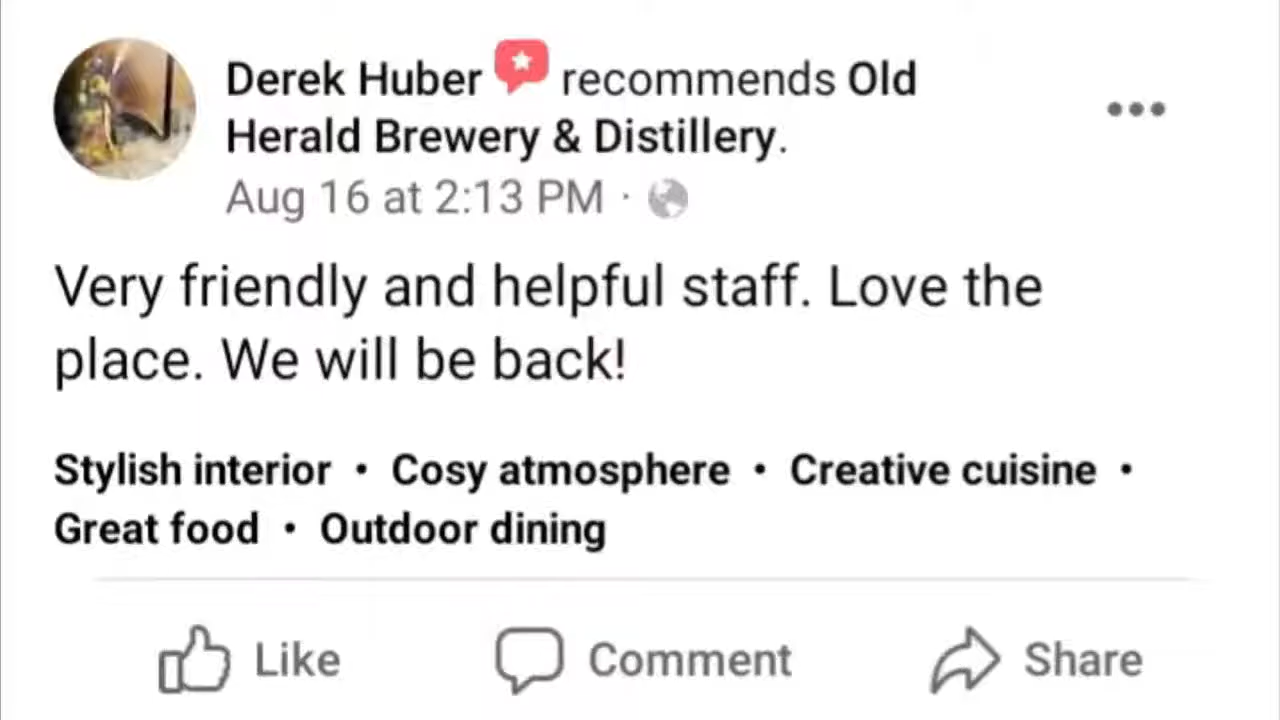 Derek Huber recommends Old
Herald Brewery & Distillery.
Aug 16 at 2:13 PM ·
Very friendly and helpful staff. Love the
place. We will be back!
Stylish interior • Cosy atmosphere • Creative cuisine •
Great food • Outdoor dining
Like Comment Share